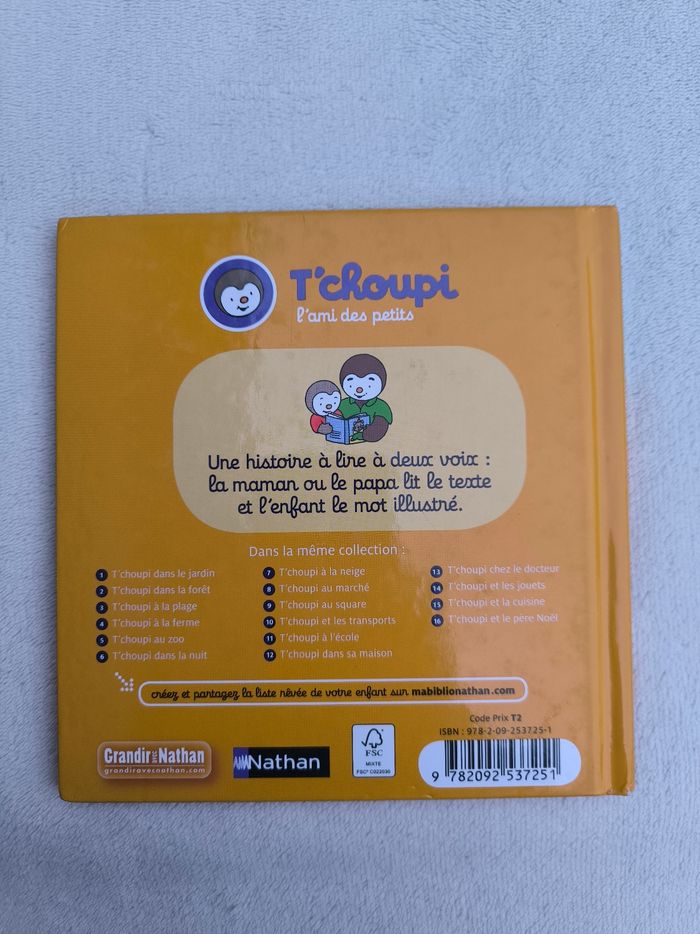 T'choupi
l'ami des petits
Une histoire à lire à deux voix :
la maman ou le papa lit le texte
et l'enfant le mot illustré.
Dans la même collection :
1 T'choupi dans le jardin
2 T'choupi dans la forêt
3 T'choupi à la plage
4 T'choupi à la ferme
5 T'choupi au zoo
6 T'choupi dans la nuit
7 T'choupi à la neige
8 T'choupi au marché
9 T'choupi au square
10 T'choupi et les transports
11 T'choupi à l'école
12 T'choupi dans sa maison
13 T'choupi chez le docteur
14 T'choupi et les jouets
15 T'choupi et la cuisine
16 T'choupi et le père Noël
créez et partagez la liste rêvée de votre enfant sur mabiblionathan.com
Grandir avec Nathan
grandiravecnathan.com
Nathan
FSC
MIXTE
FSC® C022030
Code Prix T2
ISBN : 978-2-09-253725-1
9 782092 537251